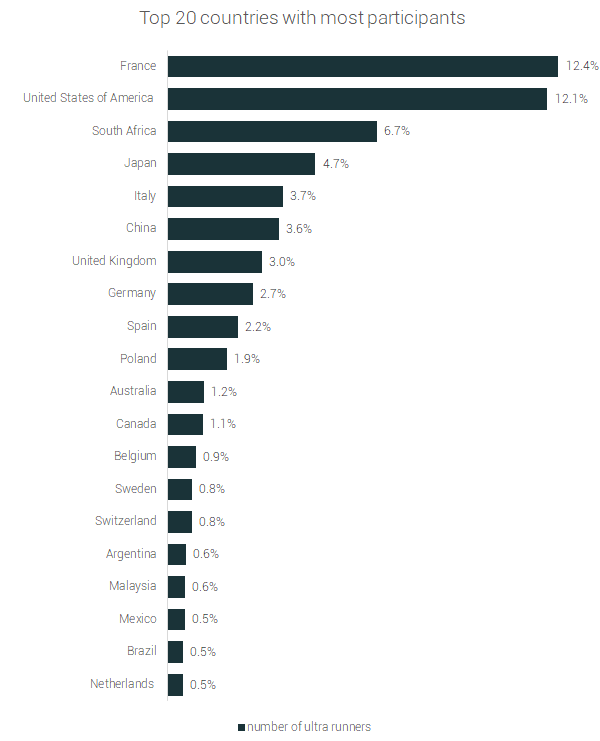 Top 20 countries with most participants
France 12.4%
United States of America 12.1%
South Africa 6.7%
Japan 4.7%
Italy 3.7%
China 3.6%
United Kingdom 3.0%
Germany 2.7%
Spain 2.2%
Poland 1.9%
Australia 1.2%
Canada 1.1%
Belgium 0.9%
Sweden 0.8%
Switzerland 0.8%
Argentina 0.6%
Malaysia 0.6%
Mexico 0.5%
Brazil 0.5%
Netherlands 0.5%
number of ultra runners